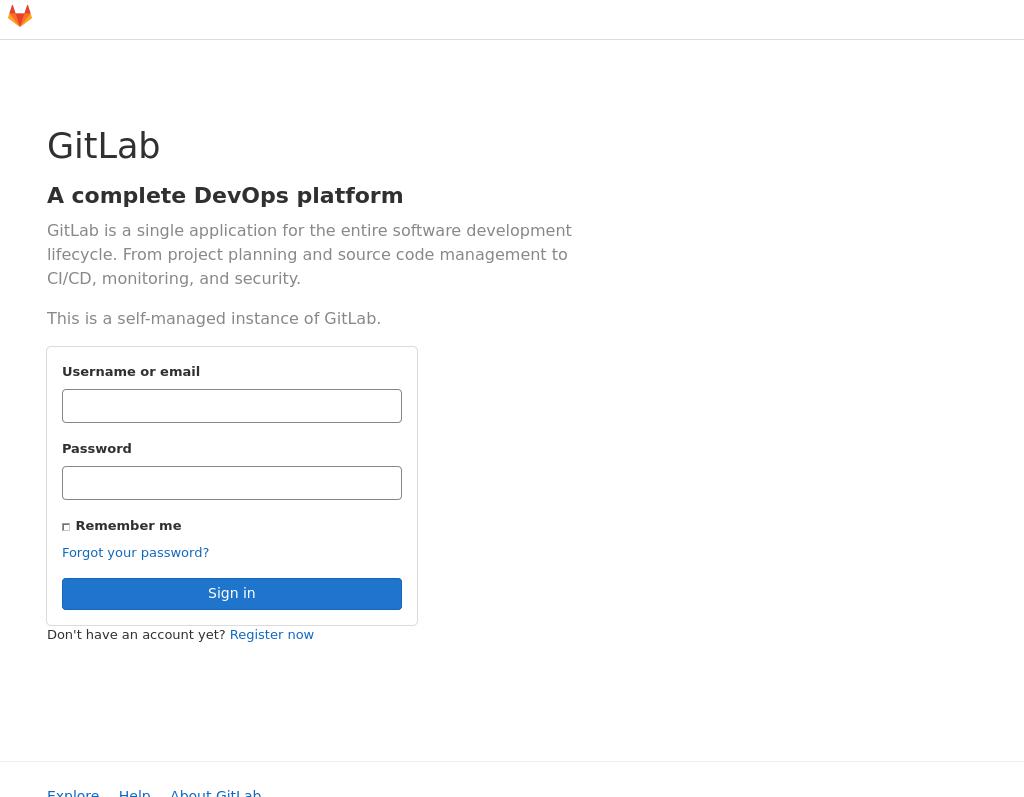 GitLab
A complete DevOps platform
GitLab is a single application for the entire software development
lifecycle. From project planning and source code management to
CI/CD, monitoring, and security.
This is a self-managed instance of GitLab.
Username or email
Password
Remember me
Forgot your password?
Sign in
Don't have an account yet? Register now
Explore Help About GitLab